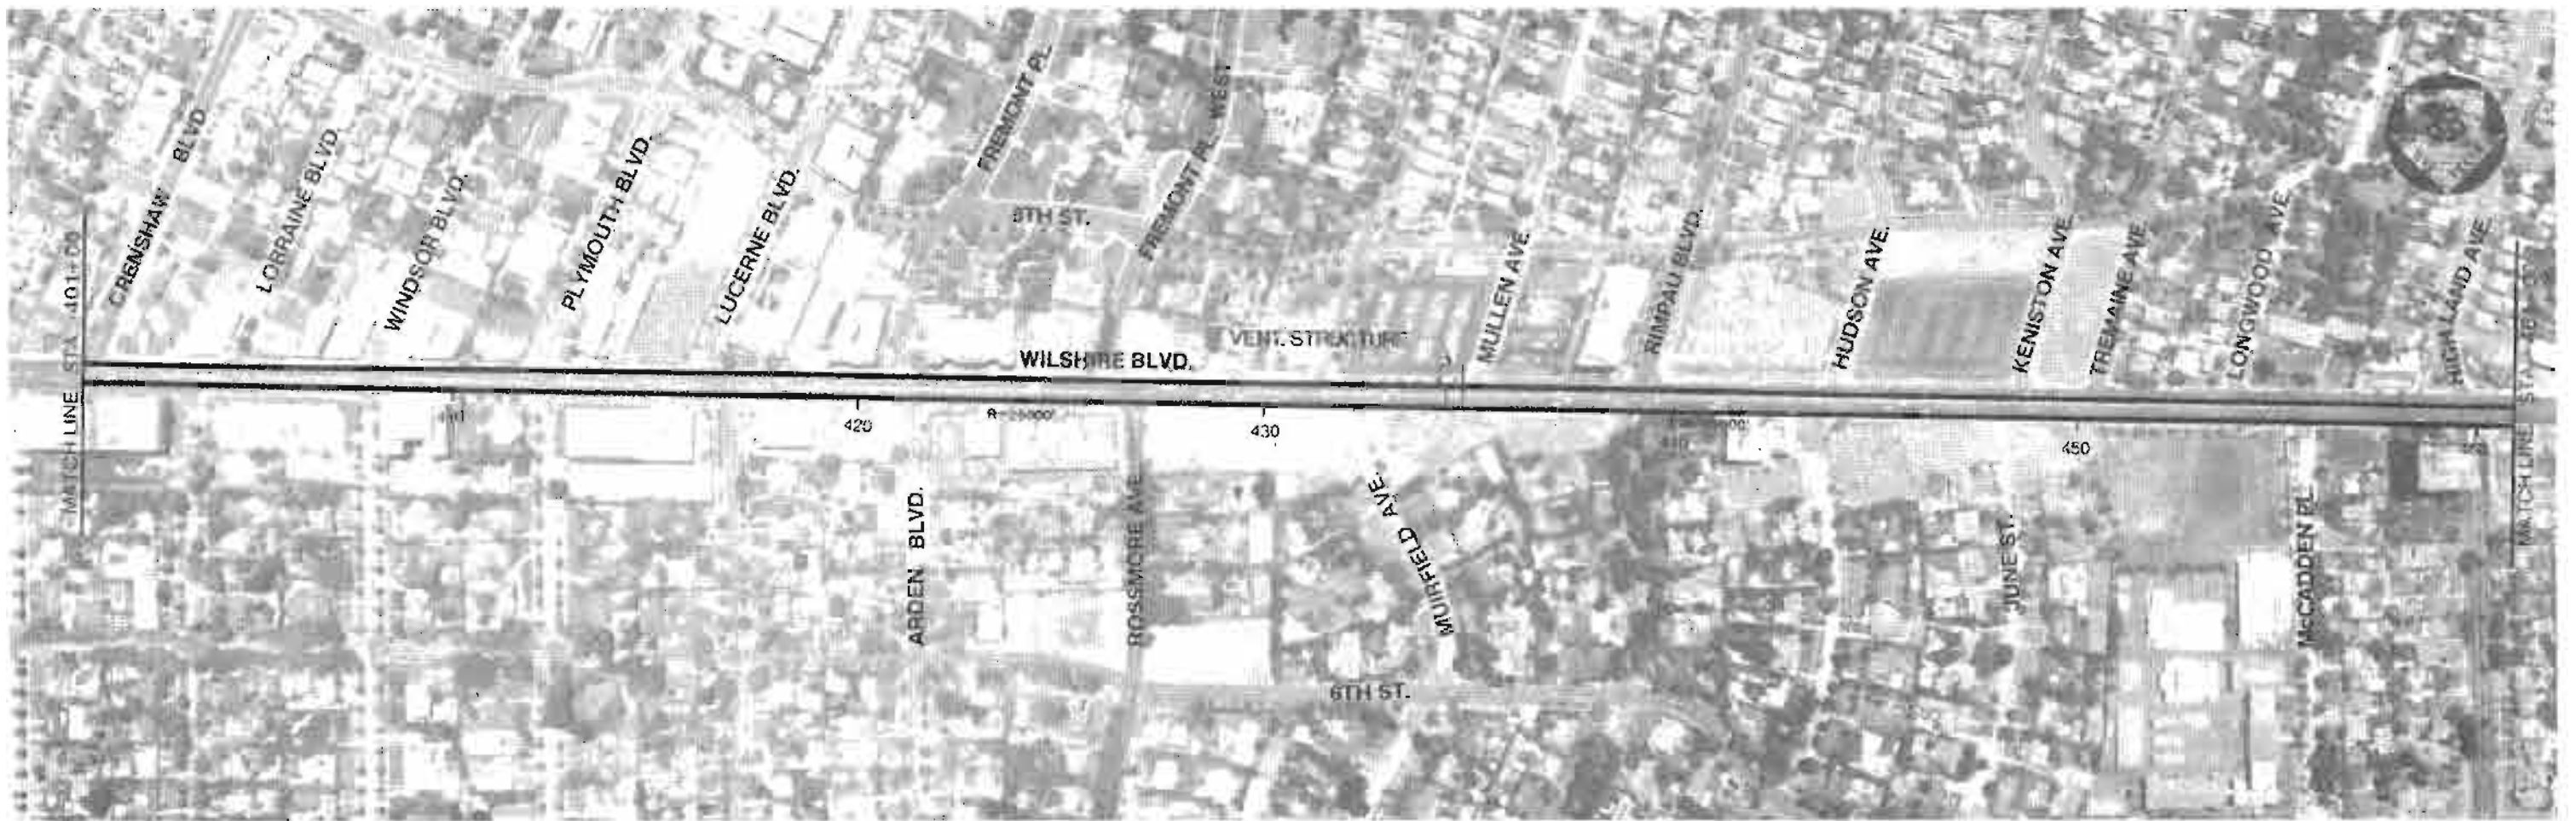 MATCH LINE STA. 401+00
CRENSHAW BLVD
LORRAINE BLVD.
WINDSOR BLVD.
PLYMOUTH BLVD.
LUCERNE BLVD.
FREMONT PL.
FREMONT PL. WEST.
8TH ST.
VENT. STRUCTURE
MULLEN AVE.
RIMPAU BLVD.
HUDSON AVE.
KENISTON AVE.
TREMAINE AVE.
LONGWOOD AVE.
HIGHLAND AVE.
WILSHIRE BLVD.
420
430
450
ARDEN BLVD.
ROSSMORE AVE.
MUIRFIELD AVE.
JUNE ST.
McCADDEN PL.
6TH ST.
MATCH LINE STA.